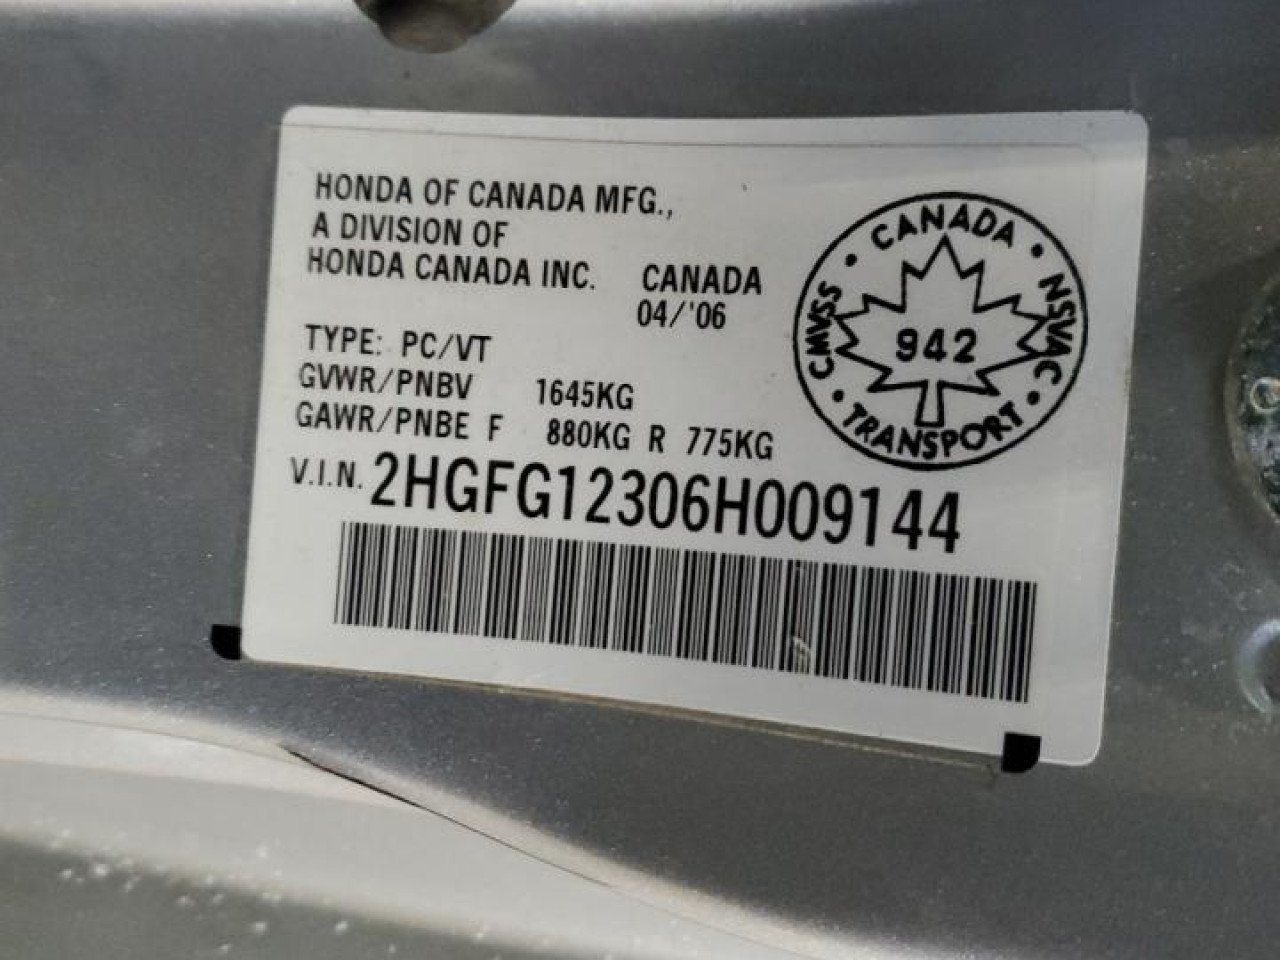 HONDA OF CANADA MFG.,
A DIVISION OF
HONDA CANADA INC. CANADA
04/'06
TYPE: PC/VT
GVWR/PNBV 1645KG
GAWR/PNBE F 880KG R 775KG
V.I.N. 2HGFG12306H009144
CANADA • NSVAC • TRANSPORT • CMVSS •
942